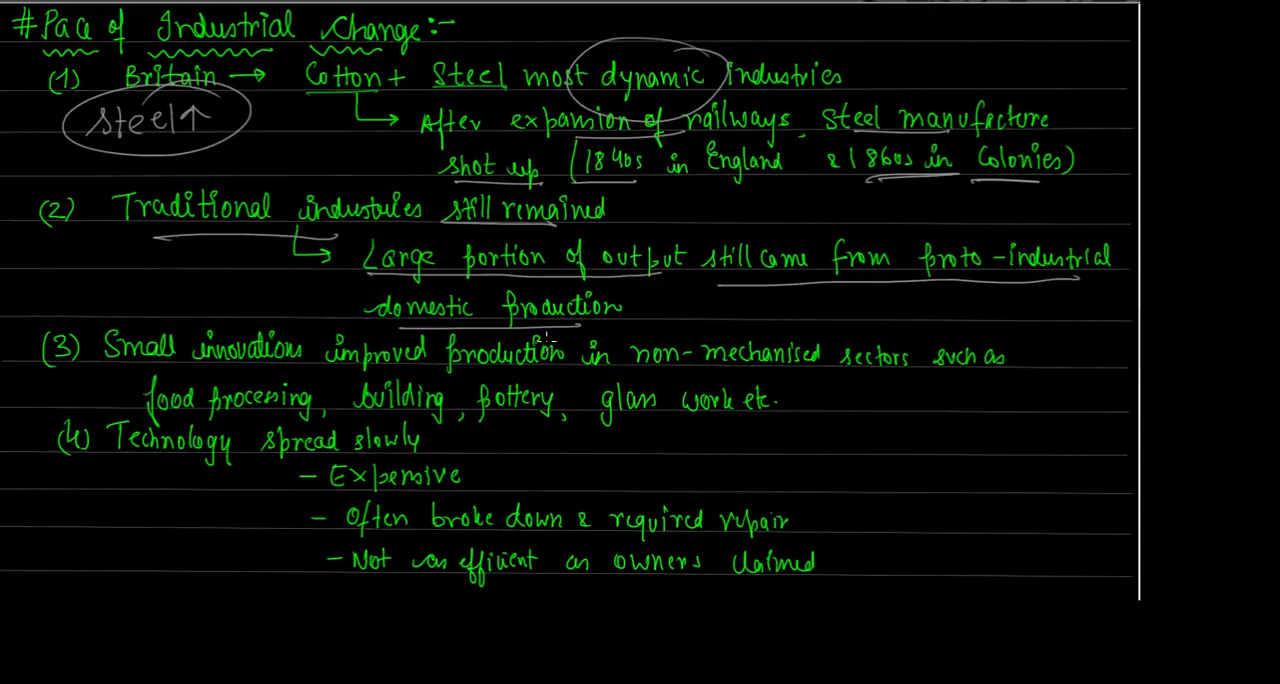 # Pace of Industrial Change:-
(1) Britain → Cotton + Steel most dynamic industries
Steel ↑
After expansion of railways, Steel manufacture
shot up (1840s in England & 1860s in Colonies)
(2) Traditional industries still remained
Large portion of output still came from proto-industrial
domestic production
(3) Small innovations improved production in non-mechanised sectors such as
food processing, building, pottery, glass work etc.
(4) Technology spread slowly
- Expensive
- Often broke down & required repair
- Not as efficient as owners claimed